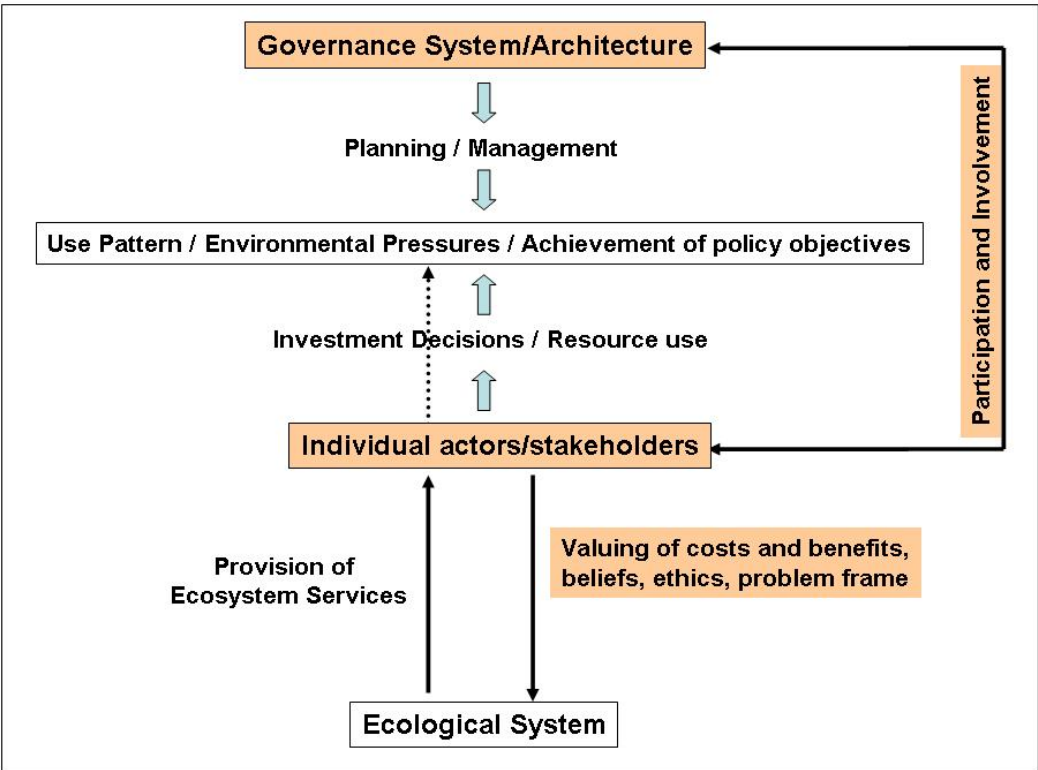 Governance System/Architecture
Planning / Management
Use Pattern / Environmental Pressures / Achievement of policy objectives
Investment Decisions / Resource use
Individual actors/stakeholders
Participation and Involvement
Provision of
Ecosystem Services
Valuing of costs and benefits,
beliefs, ethics, problem frame
Ecological System